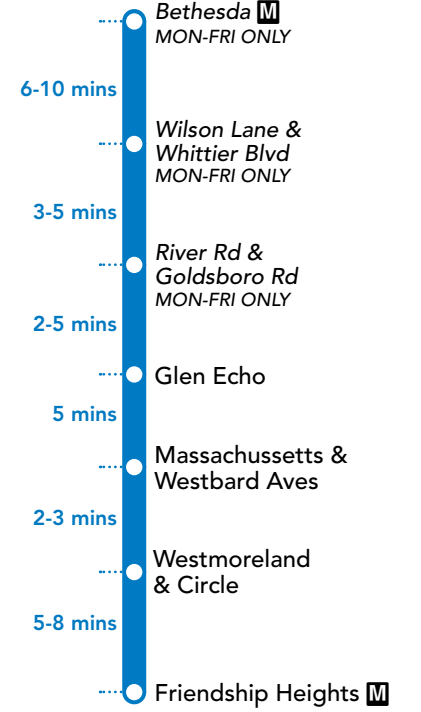 Bethesda M
MON-FRI ONLY
6-10 mins
Wilson Lane &
Whittier Blvd
MON-FRI ONLY
3-5 mins
River Rd &
Goldsboro Rd
MON-FRI ONLY
2-5 mins
Glen Echo
5 mins
Massachussetts &
Westbard Aves
2-3 mins
Westmoreland
& Circle
5-8 mins
Friendship Heights M